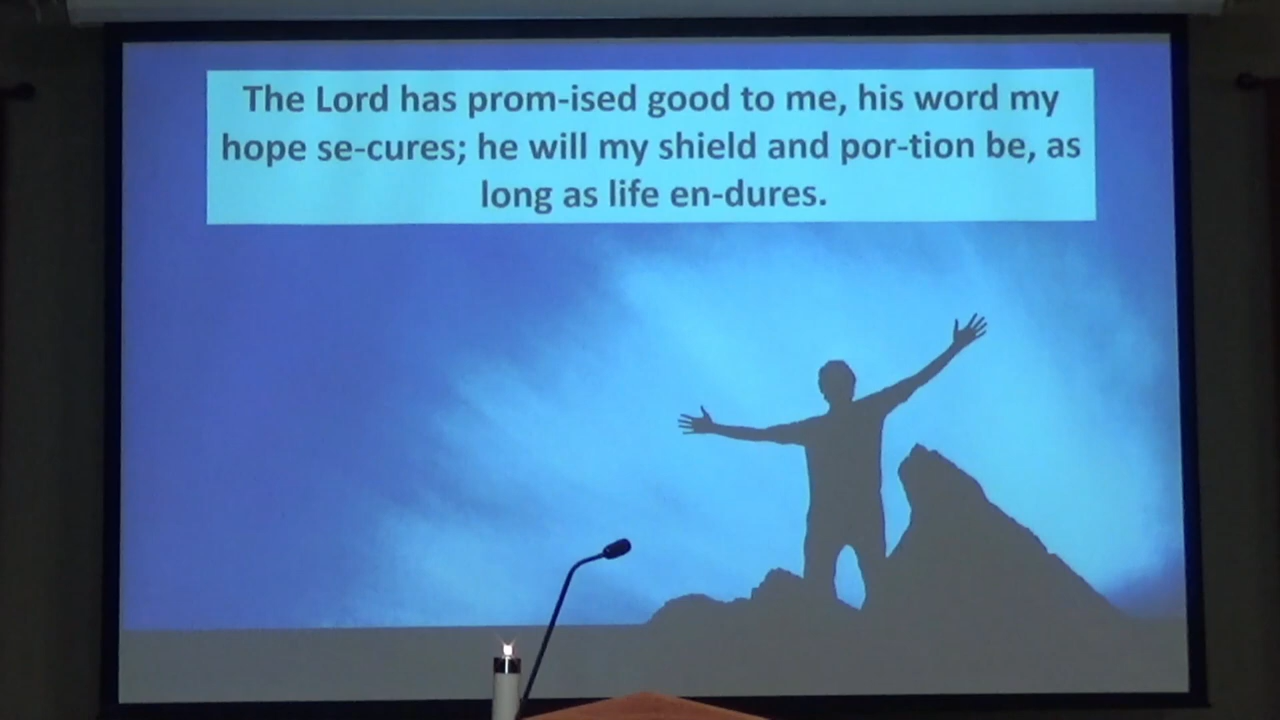 The Lord has prom-ised good to me, his word my
hope se-cures; he will my shield and por-tion be, as
long as life en-dures.